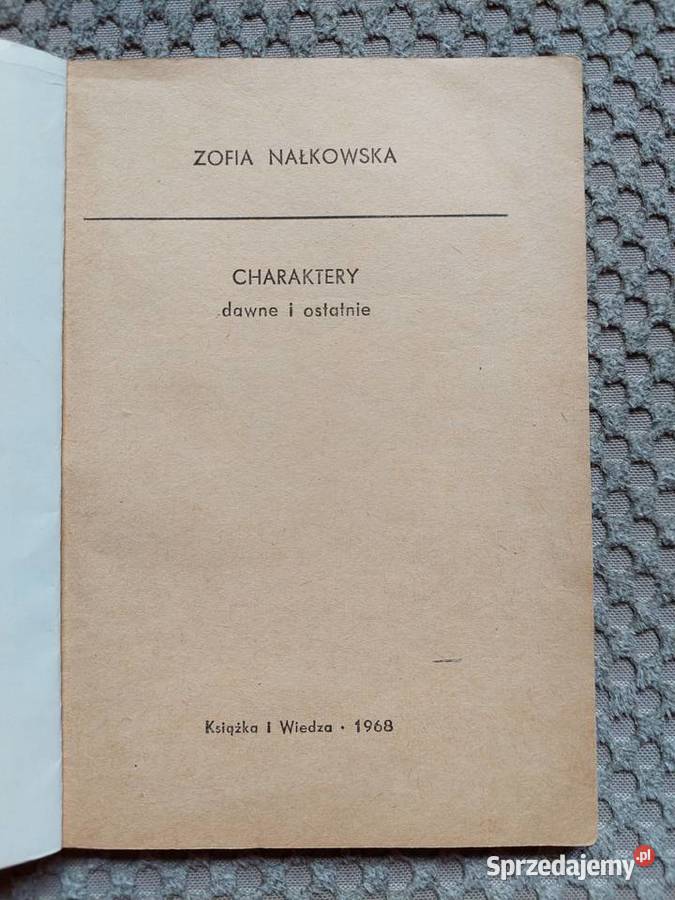 ZOFIA NAŁKOWSKA
CHARAKTERY
dawne i ostatnie
Książka i Wiedza · 1968
Sprzedajemy.pl